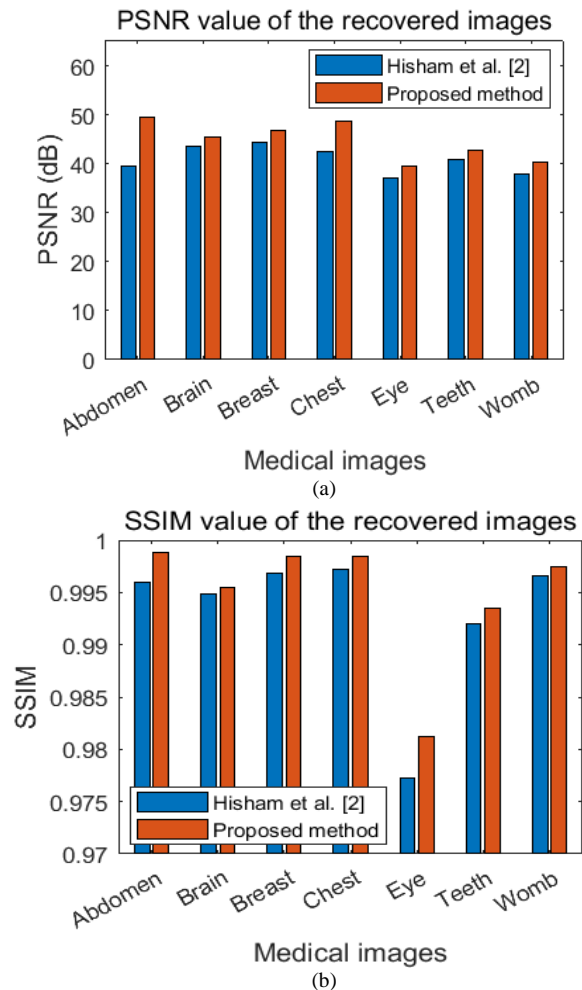 PSNR value of the recovered images
60
50
40
30
20
10
0
PSNR (dB)
Hisham et al. [2]
Proposed method
Abdomen
Brain
Breast
Chest
Eye
Teeth
Womb
Medical images
(a)
SSIM value of the recovered images
1
0.995
0.99
0.985
0.98
0.975
0.97
SSIM
Hisham et al. [2]
Proposed method
Abdomen
Brain
Breast
Chest
Eye
Teeth
Womb
Medical images
(b)